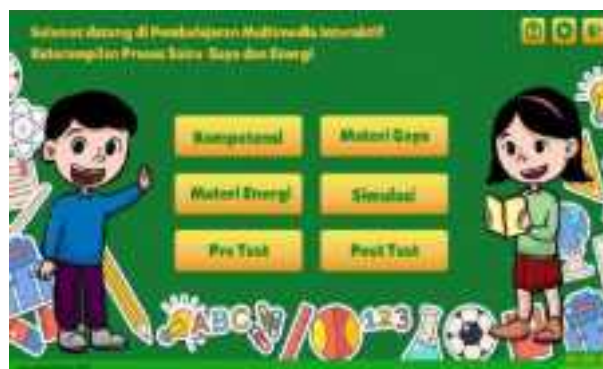 Selamat datang di Pembelajaran Multimedia Interaktif
Keterampilan Proses Sains Gaya dan Energi
Kompetensi
Materi Gaya
Materi Energi
Simulasi
Pre Test
Post Test
ABC
123